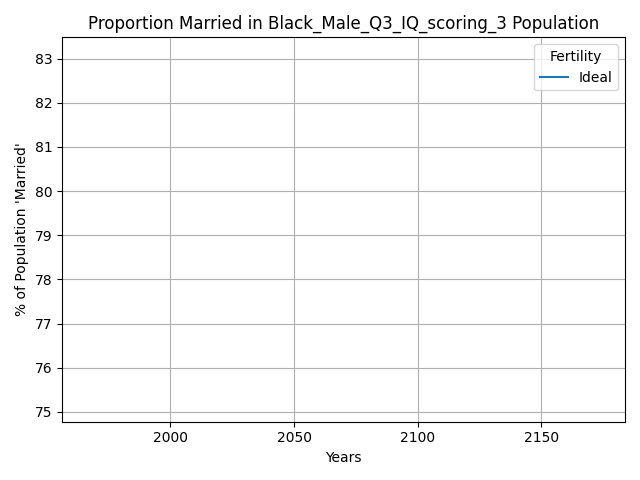 Proportion Married in Black_Male_Q3_IQ_scoring_3 Population
Fertility
Ideal
83
82
81
80
79
78
77
76
75
% of Population 'Married'
2000 2050 2100 2150
Years